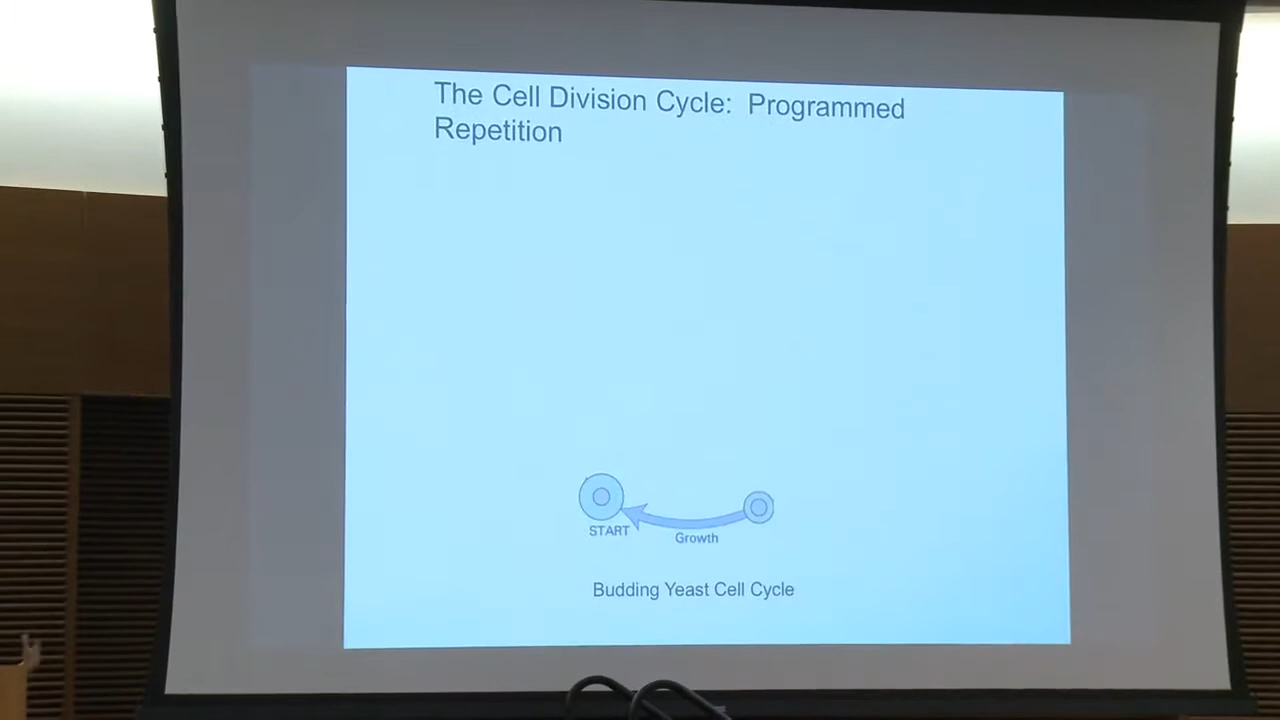 The Cell Division Cycle: Programmed
Repetition
START
Growth
Budding Yeast Cell Cycle